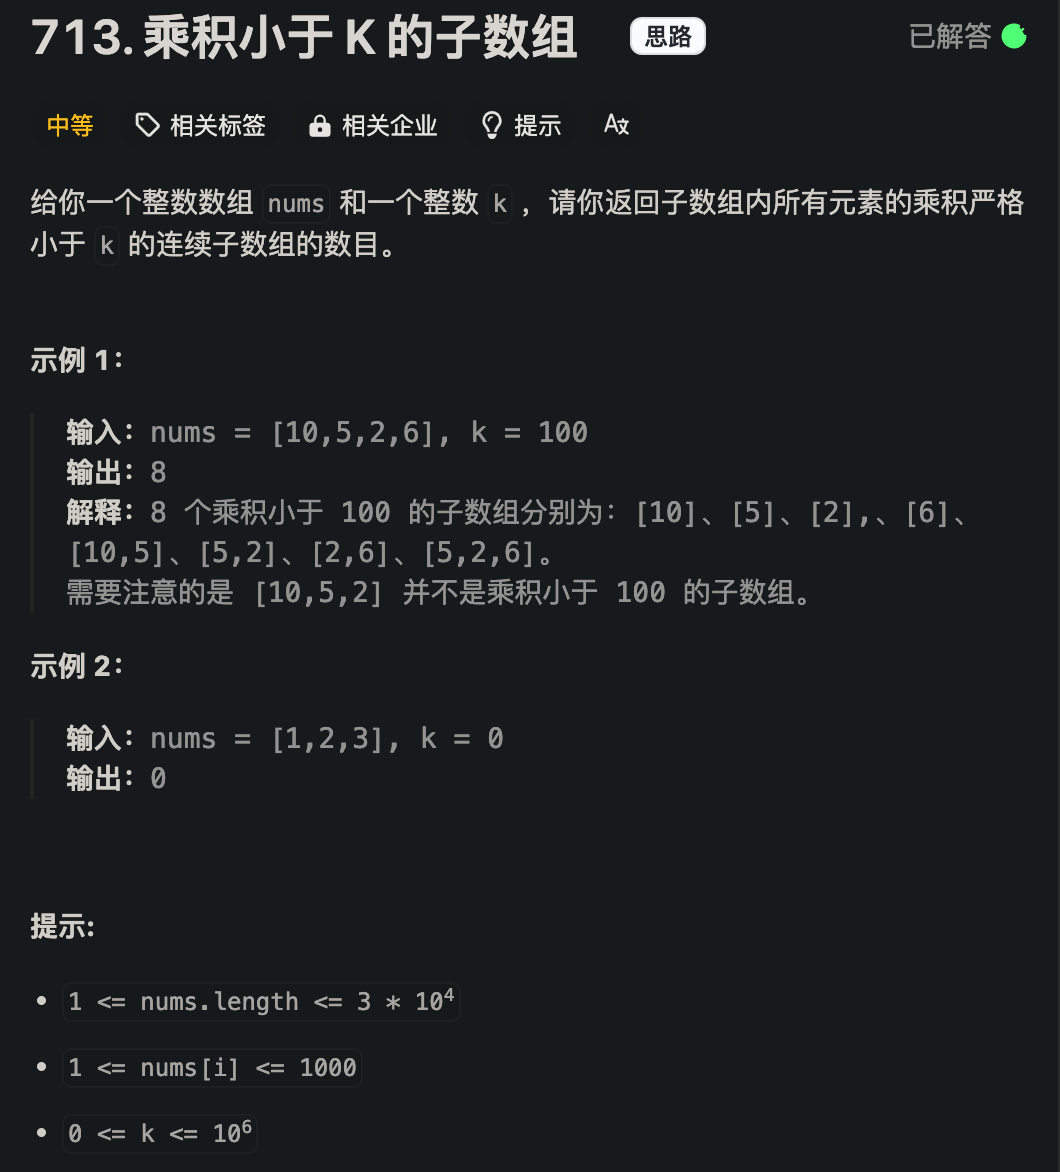 713. 乘积小于 K 的子数组 思路 已解答
中等 相关标签 相关企业 提示 A文
给你一个整数数组 nums 和一个整数 k ，请你返回子数组内所有元素的乘积严格
小于 k 的连续子数组的数目。
示例 1：
输入：nums = [10,5,2,6], k = 100
输出：8
解释：8 个乘积小于 100 的子数组分别为：[10]、[5]、[2],、[6]、
[10,5]、[5,2]、[2,6]、[5,2,6]。
需要注意的是 [10,5,2] 并不是乘积小于 100 的子数组。
示例 2：
输入：nums = [1,2,3], k = 0
输出：0
提示:
• 1 <= nums.length <= 3 * 10⁴
• 1 <= nums[i] <= 1000
• 0 <= k <= 10⁶